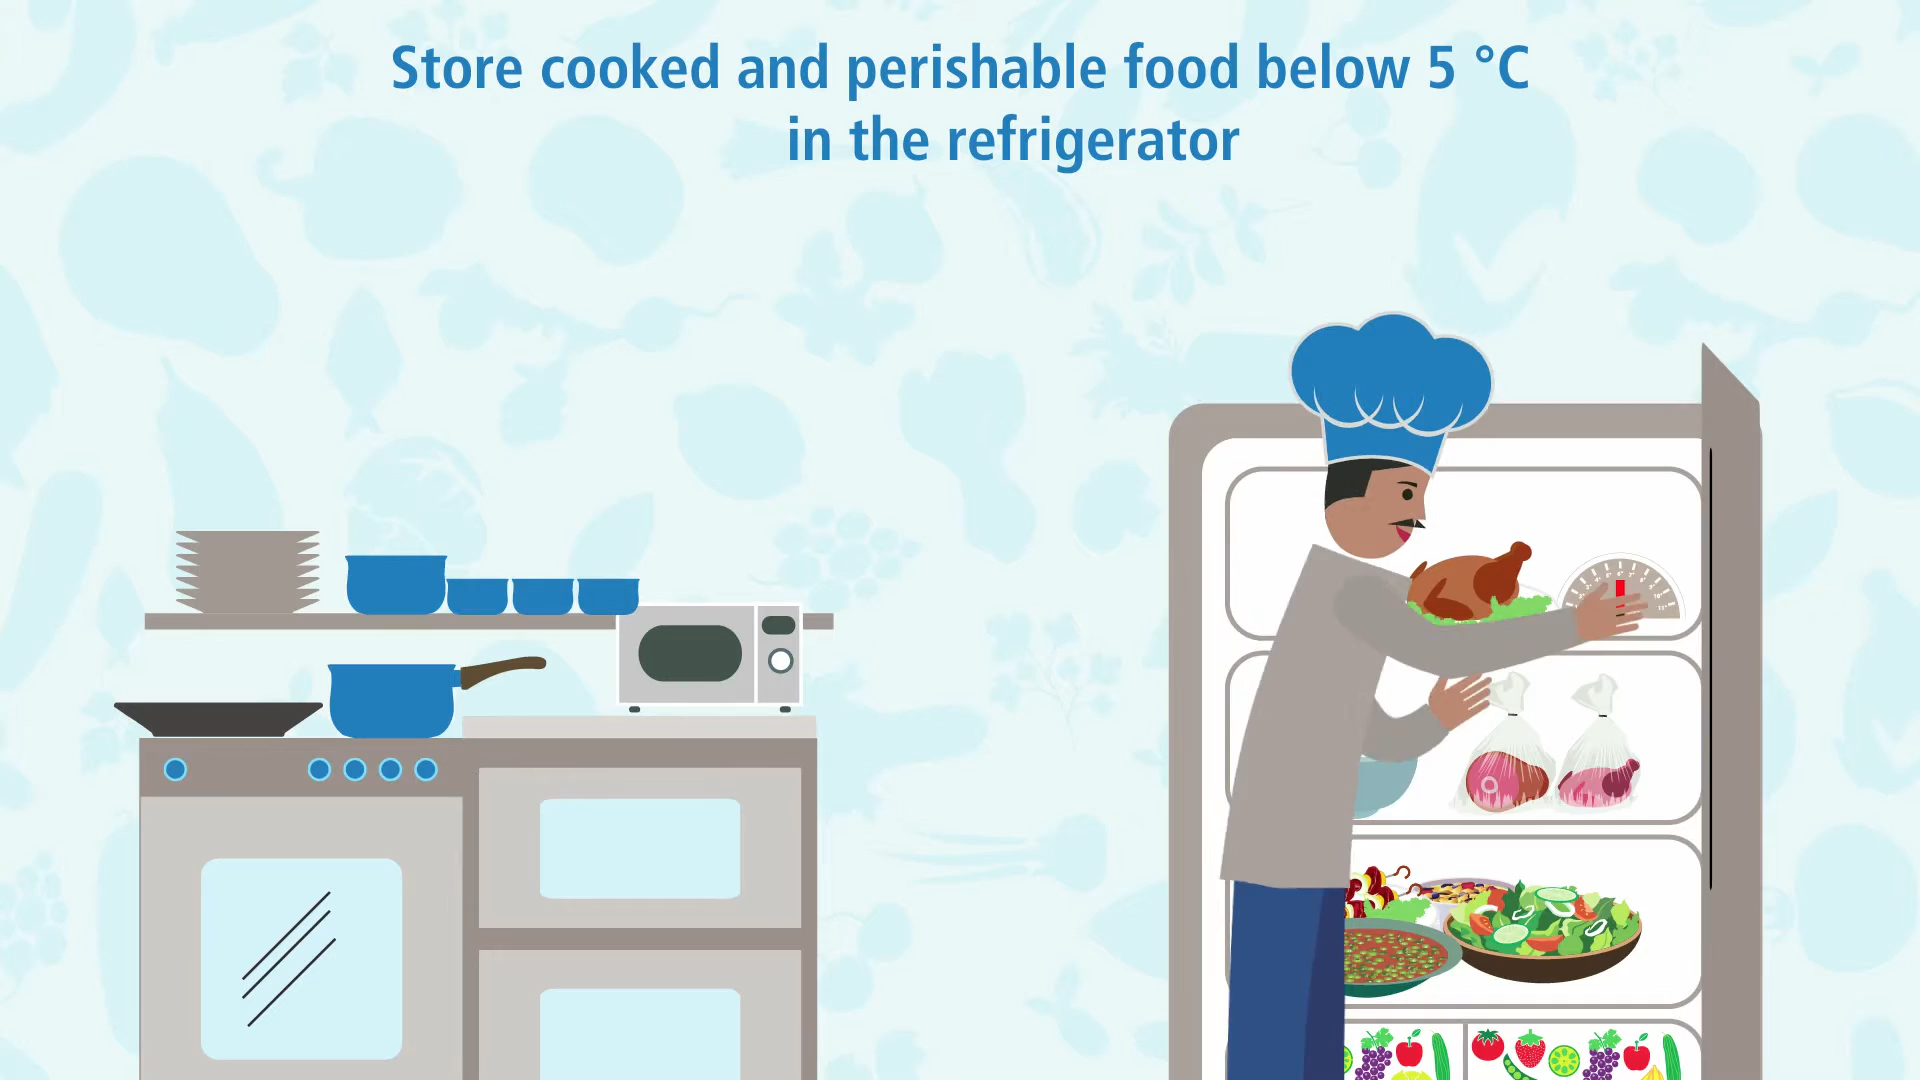 Store cooked and perishable food below 5 °C
in the refrigerator